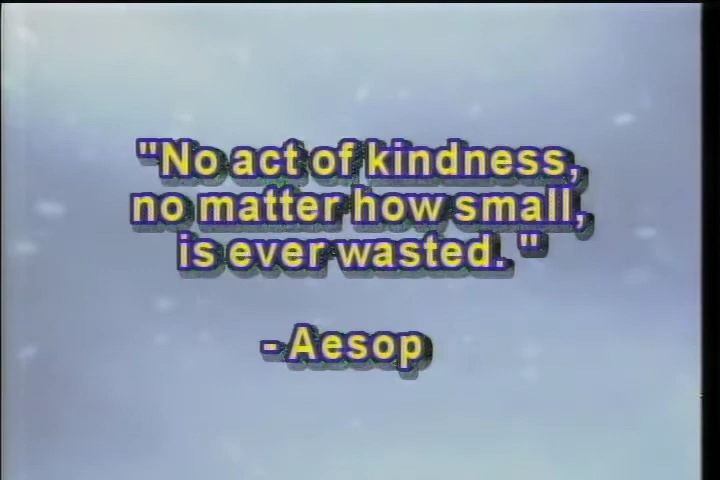 "No act of kindness,
no matter how small,
is ever wasted. "
- Aesop